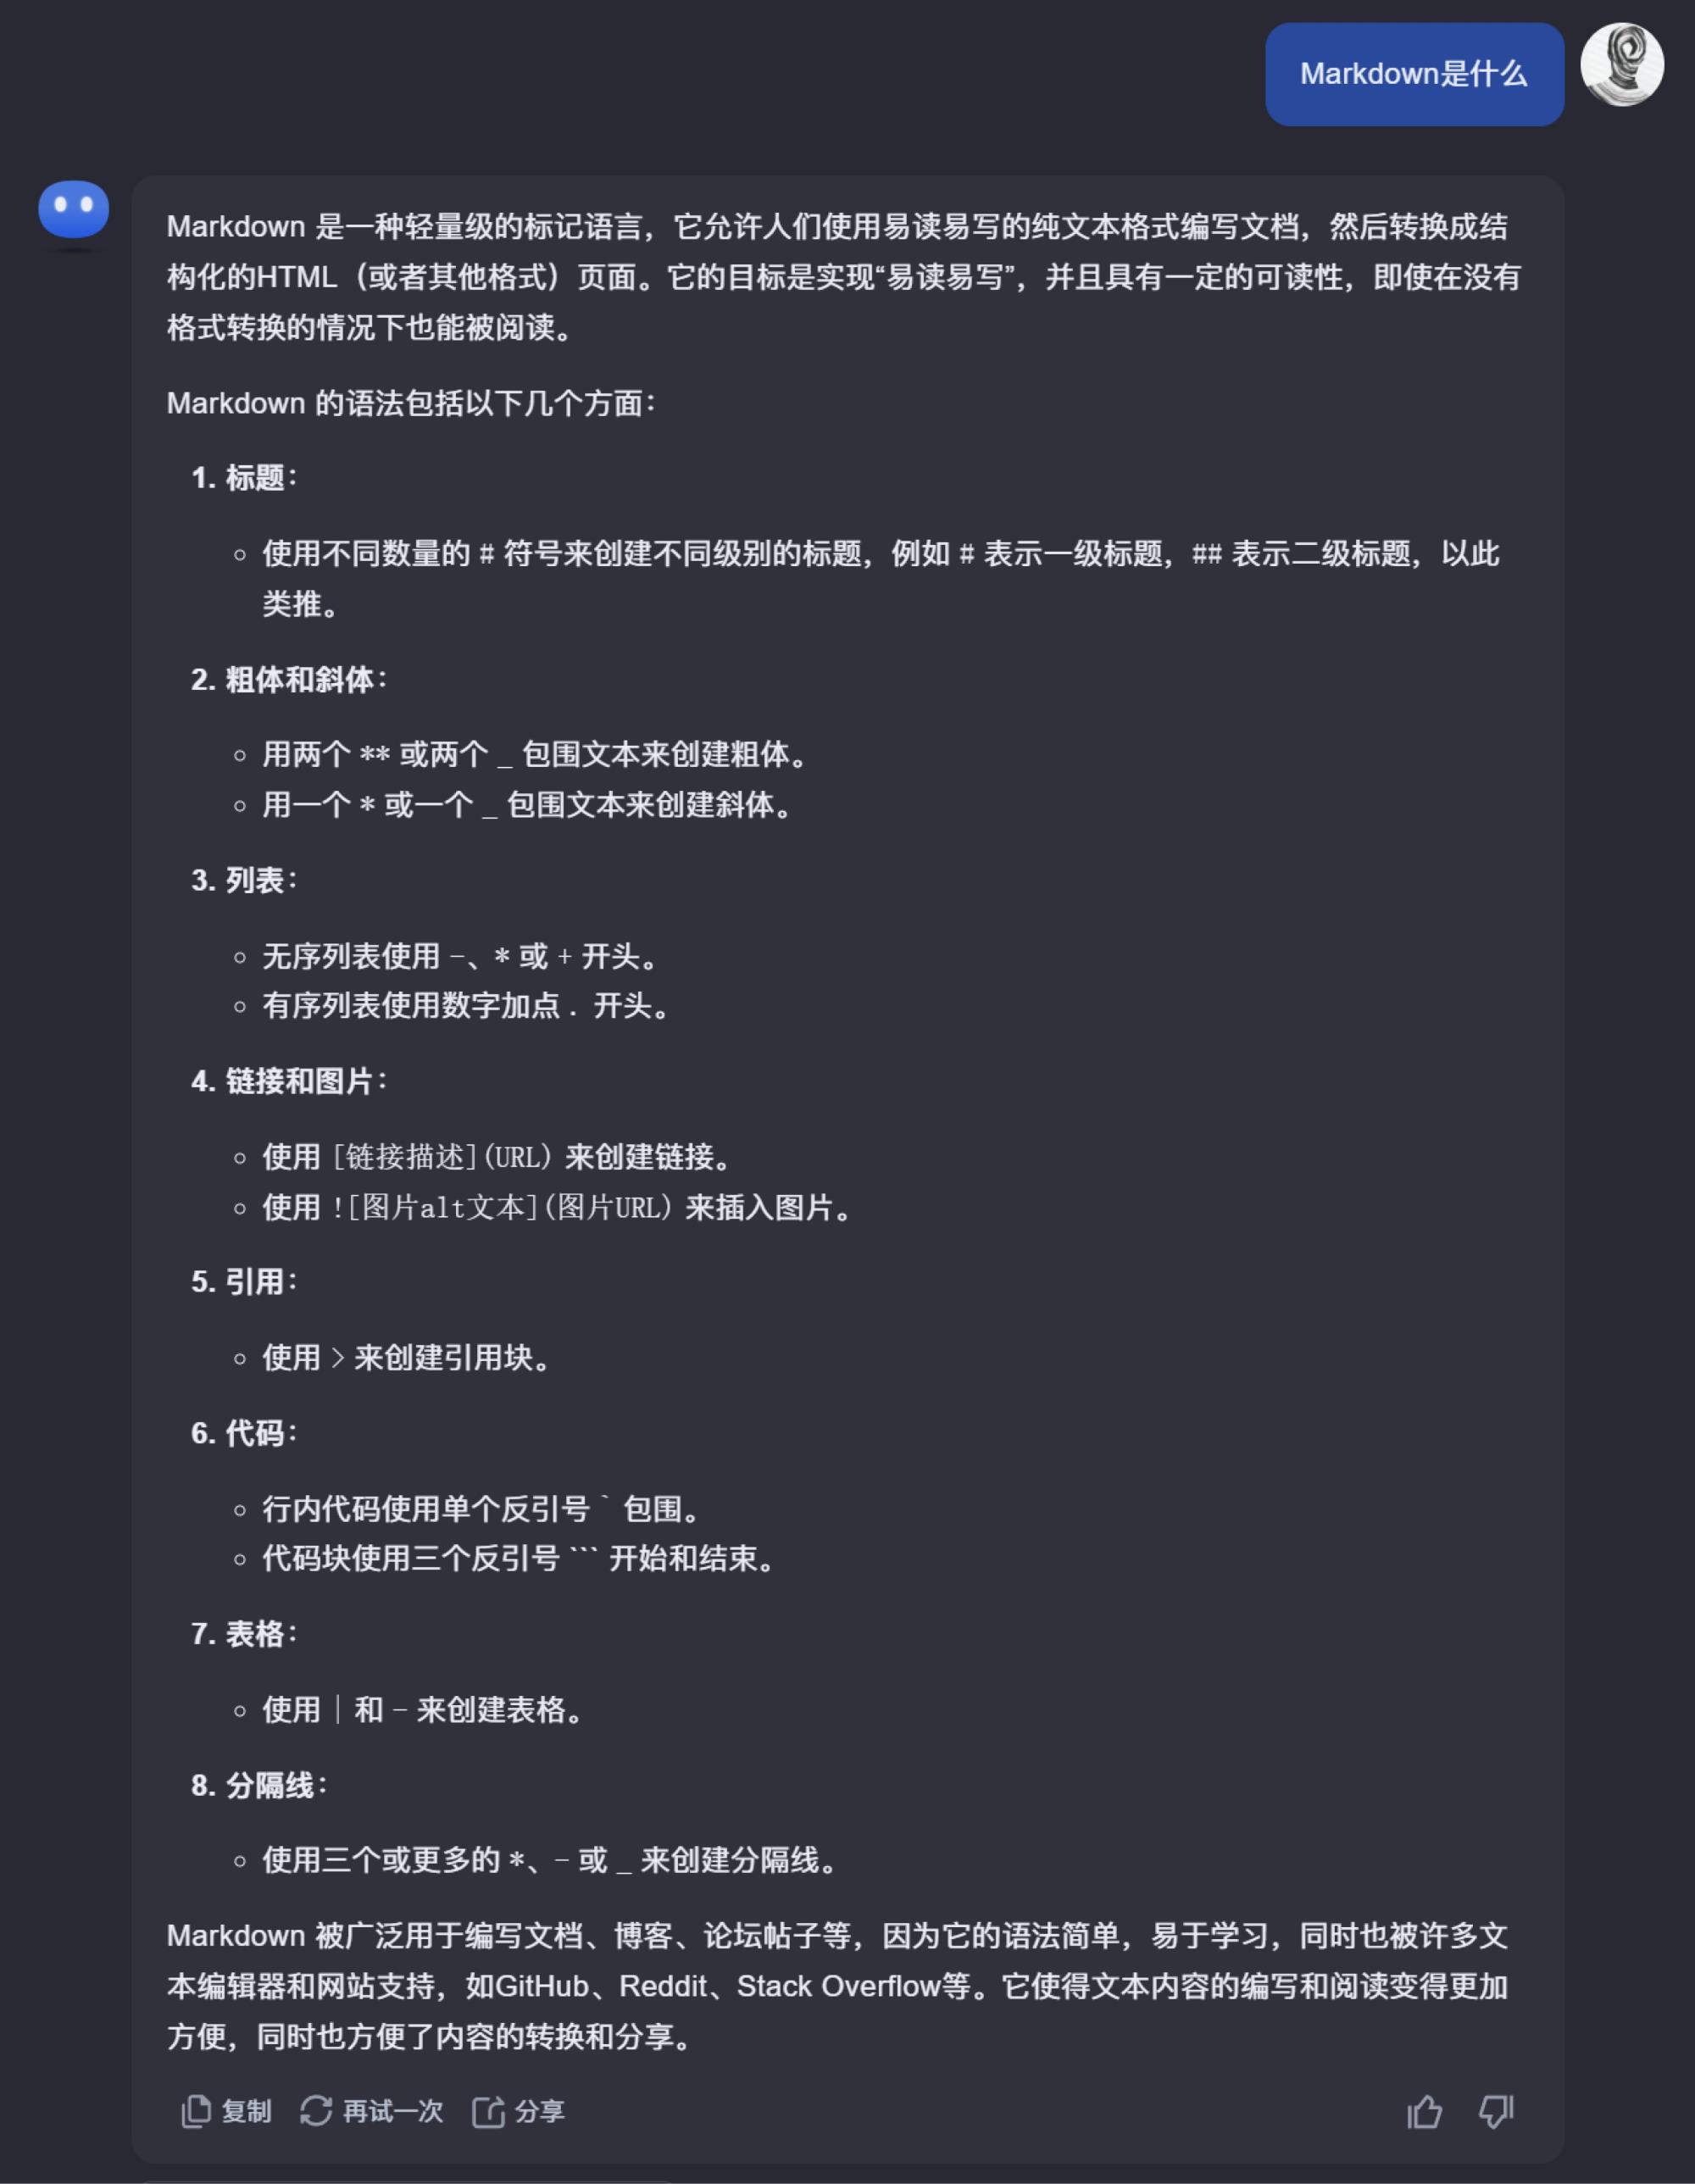 Markdown是什么
Markdown 是一种轻量级的标记语言，它允许人们使用易读易写的纯文本格式编写文档，然后转换成结
构化的HTML（或者其他格式）页面。它的目标是实现“易读易写”，并且具有一定的可读性，即使在没有
格式转换的情况下也能被阅读。
Markdown 的语法包括以下几个方面：
1. 标题：
◦ 使用不同数量的 # 符号来创建不同级别的标题，例如 # 表示一级标题，## 表示二级标题，以此
类推。
2. 粗体和斜体：
◦ 用两个 ** 或两个 _ 包围文本来创建粗体。
◦ 用一个 * 或一个 _ 包围文本来创建斜体。
3. 列表：
◦ 无序列表使用 -、* 或 + 开头。
◦ 有序列表使用数字加点 . 开头。
4. 链接和图片：
◦ 使用 [链接描述](URL) 来创建链接。
◦ 使用 ![图片alt文本](图片URL) 来插入图片。
5. 引用：
◦ 使用 > 来创建引用块。
6. 代码：
◦ 行内代码使用单个反引号 ` 包围。
◦ 代码块使用三个反引号 ``` 开始和结束。
7. 表格：
◦ 使用 | 和 - 来创建表格。
8. 分隔线：
◦ 使用三个或更多的 *、- 或 _ 来创建分隔线。
Markdown 被广泛用于编写文档、博客、论坛帖子等，因为它的语法简单，易于学习，同时也被许多文
本编辑器和网站支持，如GitHub、Reddit、Stack Overflow等。它使得文本内容的编写和阅读变得更加
方便，同时也方便了内容的转换和分享。
复制 再试一次 分享